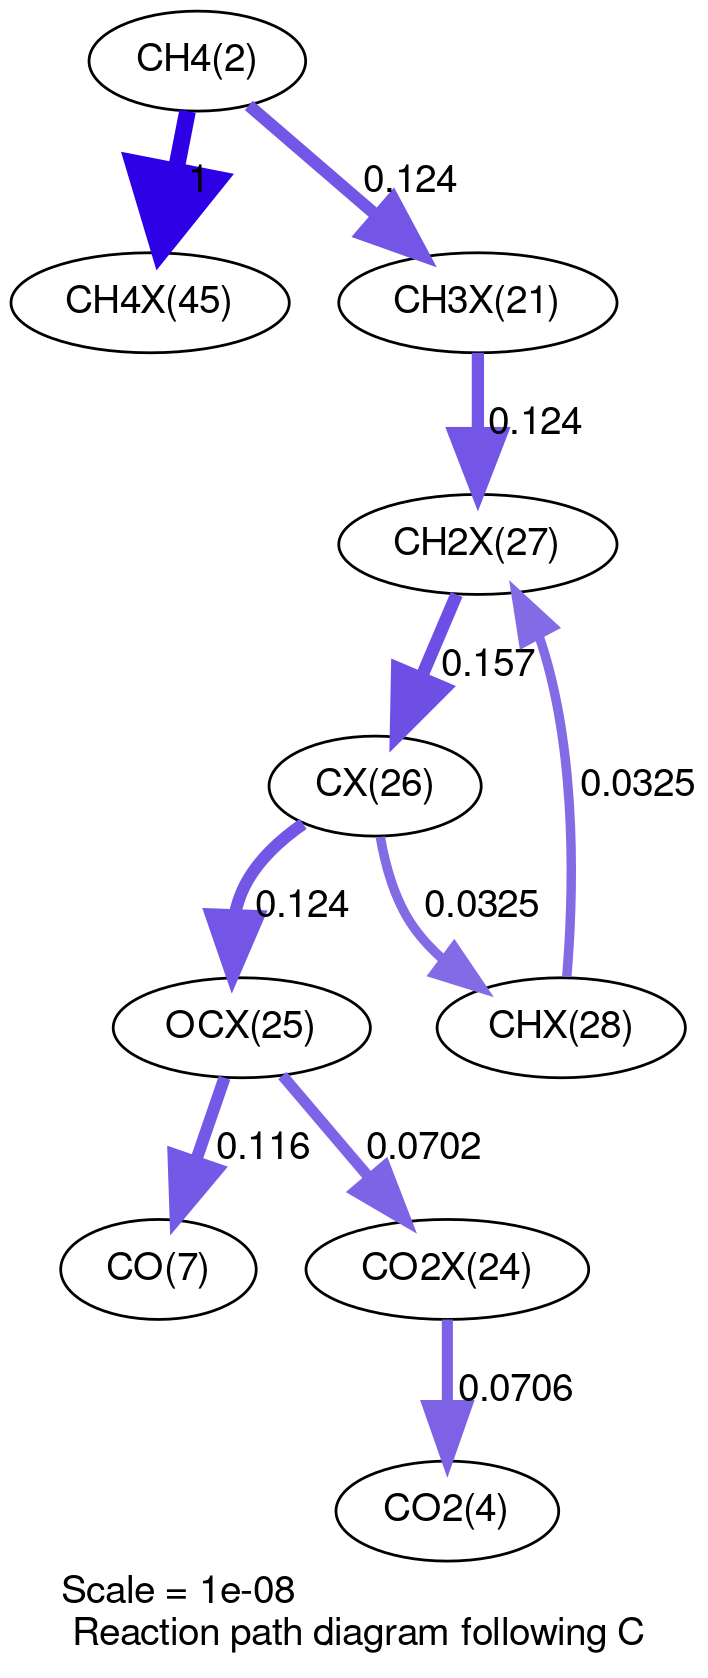 CH4(2)
1
0.124
CH4X(45)
CH3X(21)
0.124
CH2X(27)
0.157
0.0325
CX(26)
0.124
0.0325
OCX(25)
CHX(28)
0.116
0.0702
CO(7)
CO2X(24)
0.0706
CO2(4)
Scale = 1e-08
Reaction path diagram following C